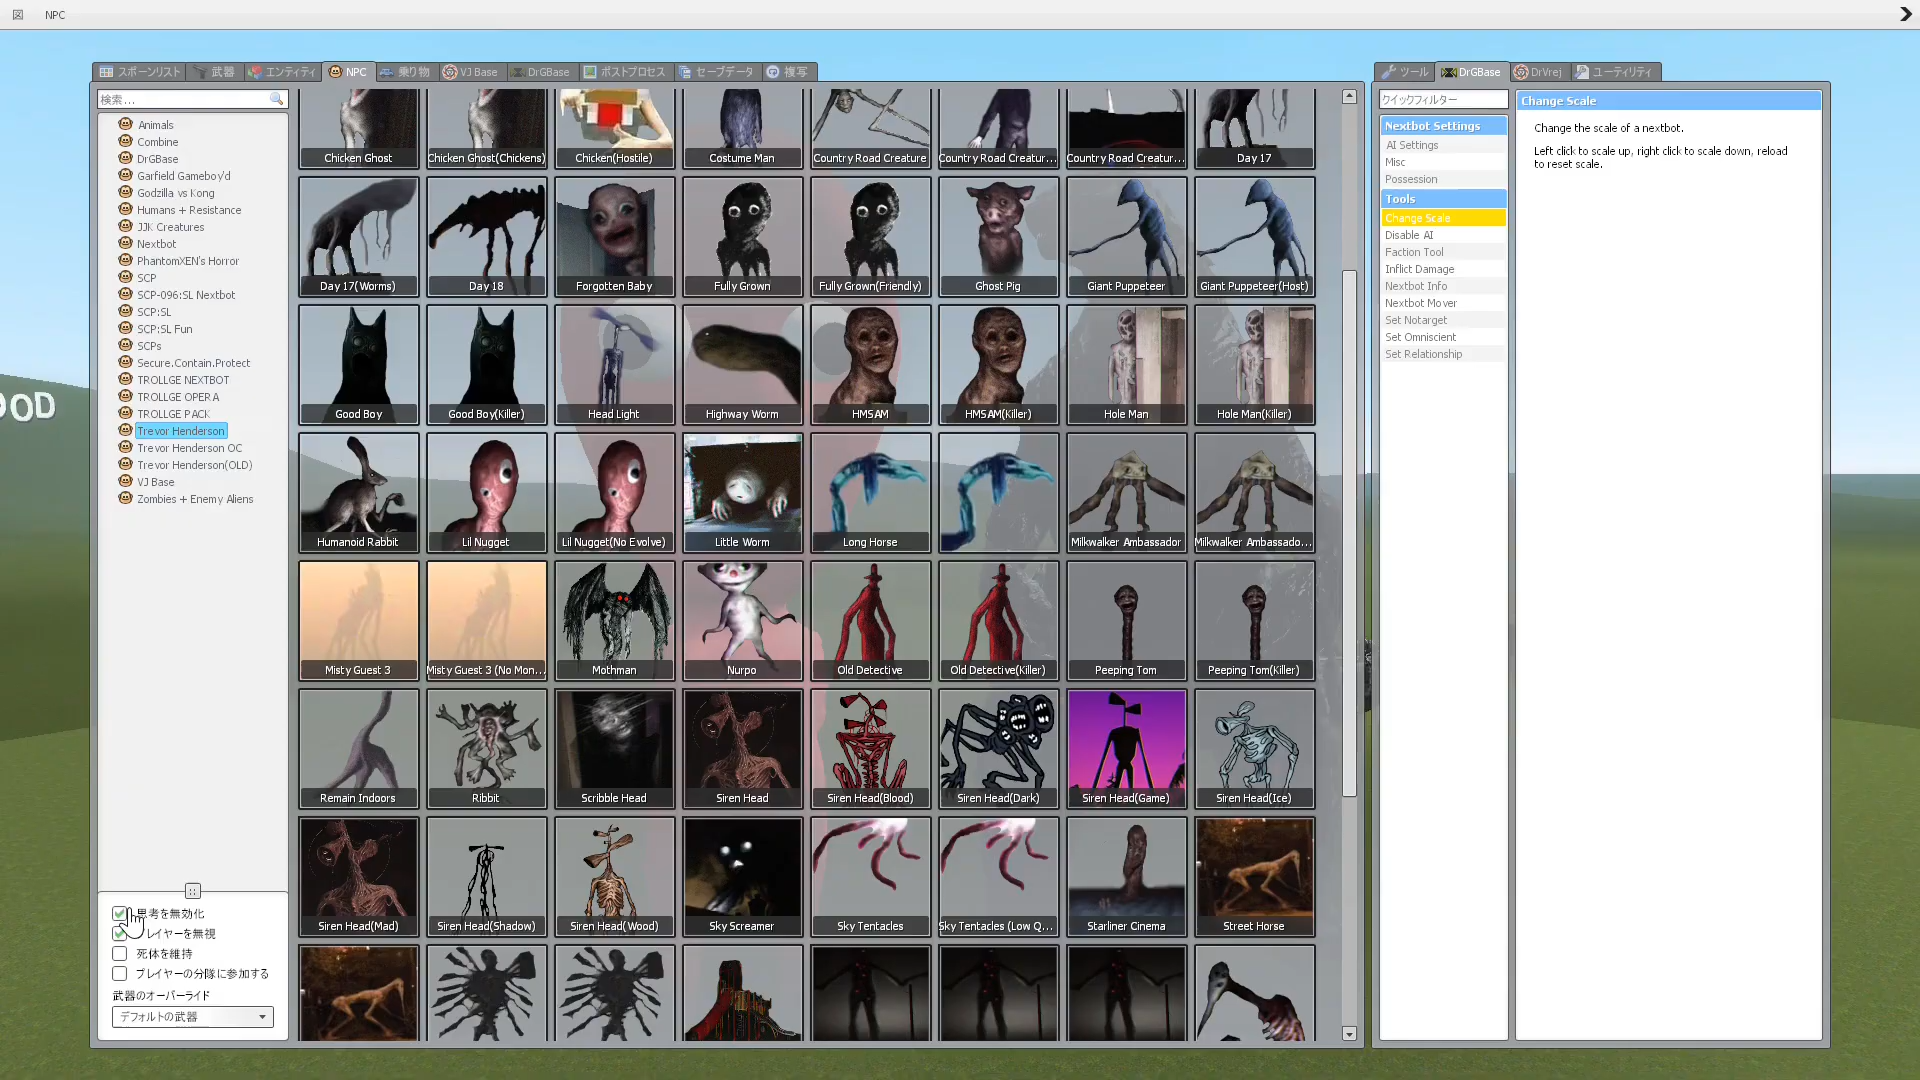 図 NPC
スポーンリスト 武器 エンティティ NPC 乗り物 VJ Base DrGBase ポストプロセス セーブデータ 複写
検索...
Animals
Combine
DrGBase
Garfield Gameboy'd
Godzilla vs Kong
Humans + Resistance
JJK Creatures
Nextbot
PhantomXEN's Horror
SCP
SCP-096:SL Nextbot
SCP:SL
SCP:SL Fun
SCPs
Secure.Contain.Protect
TROLLGE NEXTBOT
TROLLGE OPERA
TROLLGE PACK
Trevor Henderson
Trevor Henderson OC
Trevor Henderson(OLD)
VJ Base
Zombies + Enemy Aliens
思考を無効化
レイヤーを無視
死体を維持
プレイヤーの分隊に参加する
武器のオーバーライド
デフォルトの武器
Chicken Ghost Chicken Ghost(Chickens) Chicken(Hostile) Costume Man Country Road Creature Country Road Creatur... Country Road Creatur... Day 17
Day 17(Worms) Day 18 Forgotten Baby Fully Grown Fully Grown(Friendly) Ghost Pig Giant Puppeteer Giant Puppeteer(Host)
Good Boy Good Boy(Killer) Head Light Highway Worm HMSAM HMSAM(Killer) Hole Man Hole Man(Killer)
Humanoid Rabbit Lil Nugget Lil Nugget(No Evolve) Little Worm Long Horse Milkwalker Ambassador Milkwalker Ambassado...
Misty Guest 3 Misty Guest 3 (No Mon... Mothman Nurpo Old Detective Old Detective(Killer) Peeping Tom Peeping Tom(Killer)
Remain Indoors Ribbit Scribble Head Siren Head Siren Head(Blood) Siren Head(Dark) Siren Head(Game) Siren Head(Ice)
Siren Head(Mad) Siren Head(Shadow) Siren Head(Wood) Sky Screamer Sky Tentacles Sky Tentacles (Low Q... Starliner Cinema Street Horse
ツール DrGBase DrVrej ユーティリティ
クイックフィルター
Nextbot Settings
AI Settings
Misc
Possession
Tools
Change Scale
Disable AI
Faction Tool
Inflict Damage
Nextbot Info
Nextbot Mover
Set Notarget
Set Omniscient
Set Relationship
Change Scale
Change the scale of a nextbot.
Left click to scale up, right click to scale down, reload
to reset scale.
OOD